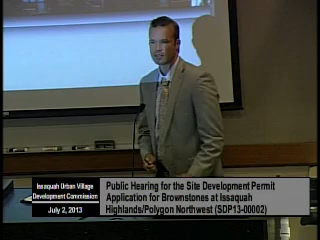 Issaquah Urban Village
Development Commission
July 2, 2013
Public Hearing for the Site Development Permit
Application for Brownstones at Issaquah
Highlands/Polygon Northwest (SDP13-00002)